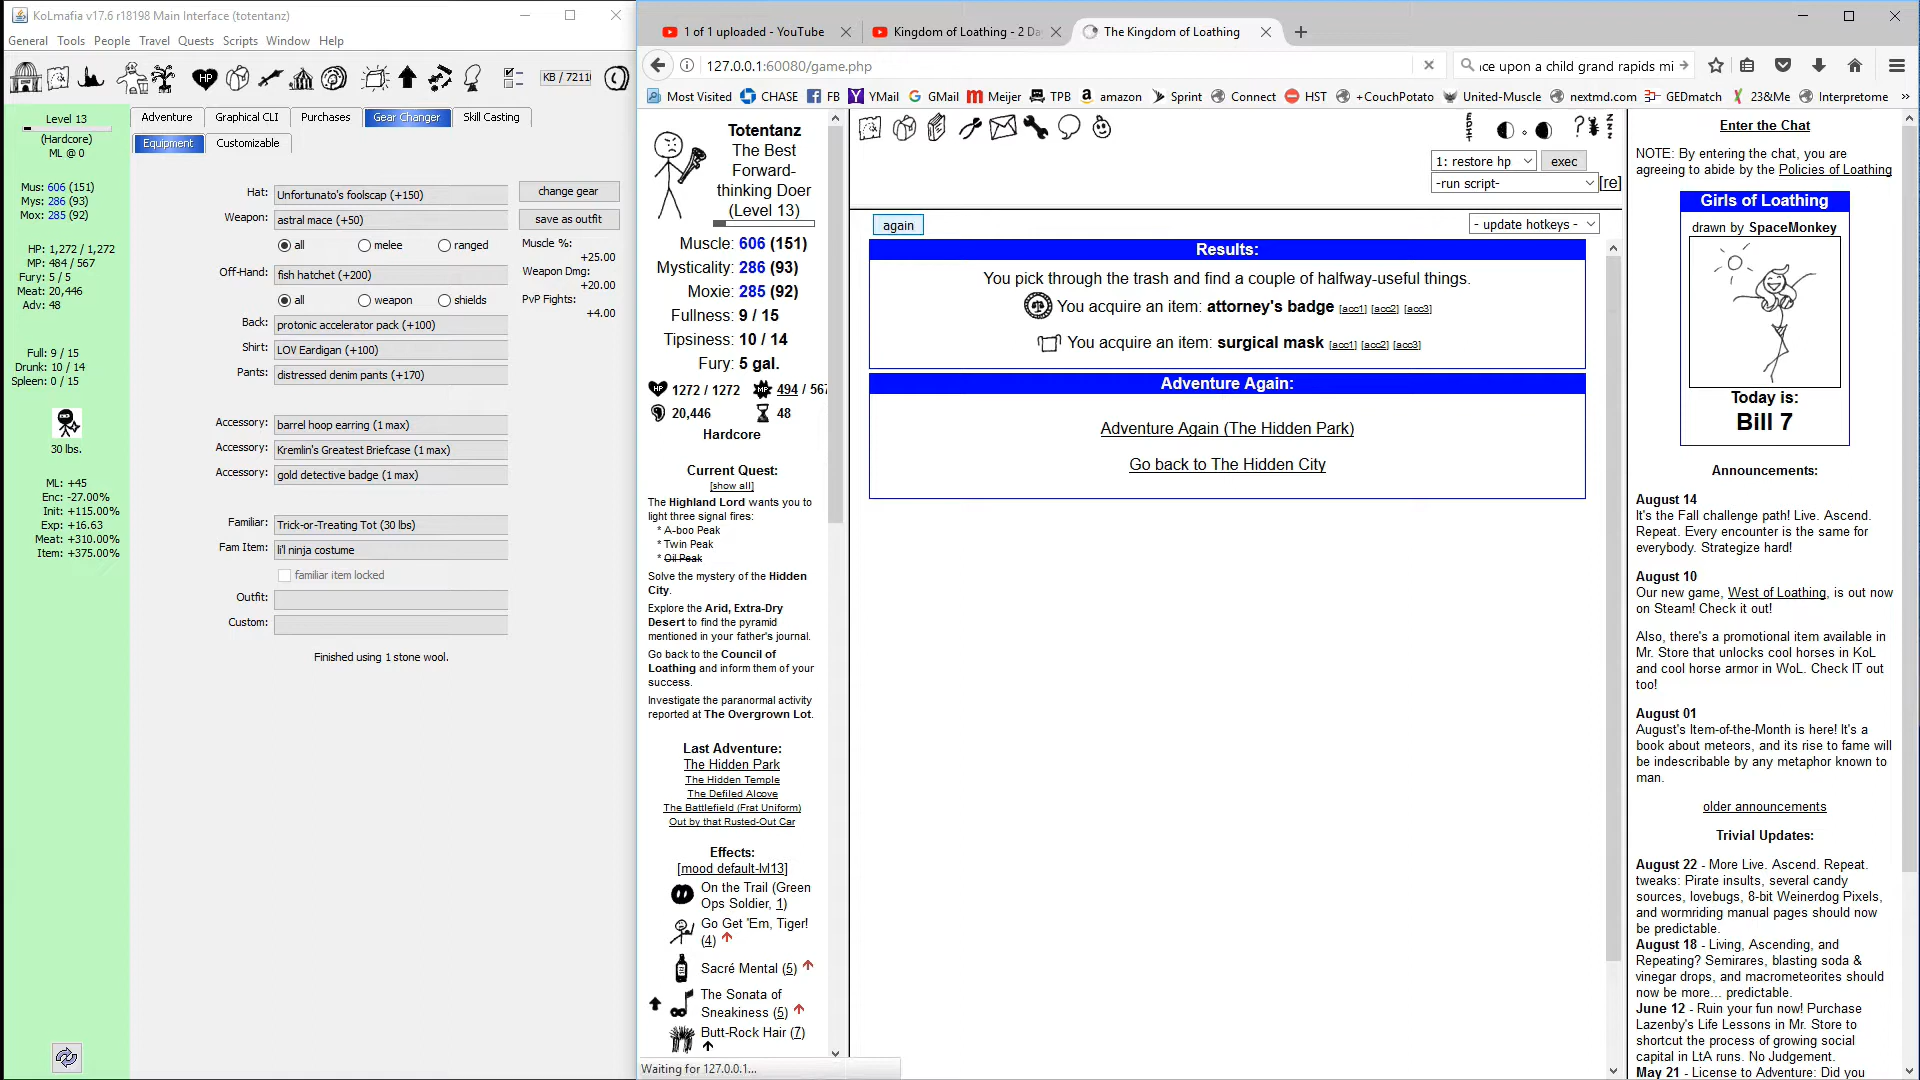 KoLmafia v17.6 r18198 Main Interface (totentanz)
General Tools People Travel Quests Scripts Window Help
KB / 7211
Level 13
(Hardcore)
ML @ 0
Mus: 606 (151)
Mys: 286 (93)
Mox: 285 (92)
HP: 1,272 / 1,272
MP: 484 / 567
Fury: 5 / 5
Meat: 20,446
Adv: 48
Full: 9 / 15
Drunk: 10 / 14
Spleen: 0 / 15
30 lbs.
ML: +45
Enc: -27.00%
Init: +115.00%
Exp: +16.63
Meat: +310.00%
Item: +375.00%
Adventure Graphical CLI Purchases Gear Changer Skill Casting
Equipment Customizable
Hat: Unfortunato's foolscap (+150)
Weapon: astral mace (+50)
all melee ranged
Off-Hand: fish hatchet (+200)
all weapon shields
Back: protonic accelerator pack (+100)
Shirt: LOV Eardigan (+100)
Pants: distressed denim pants (+170)
Accessory: barrel hoop earring (1 max)
Accessory: Kremlin's Greatest Briefcase (1 max)
Accessory: gold detective badge (1 max)
Familiar: Trick-or-Treating Tot (30 lbs)
Fam Item: li'l ninja costume
familiar item locked
Outfit:
Custom:
Finished using 1 stone wool.
change gear
save as outfit
Muscle %:
+25.00
Weapon Dmg:
+20.00
PvP Fights:
+4.00
1 of 1 uploaded - YouTube
Kingdom of Loathing - 2 Da
The Kingdom of Loathing
127.0.0.1:60080/game.php
ce upon a child grand rapids mi
Most Visited CHASE FB YMail GMail Meijer TPB amazon Sprint Connect HST +CouchPotato United-Muscle nextmd.com GEDmatch 23&Me Interpretome »
Totentanz
The Best
Forward-
thinking Doer
(Level 13)
Muscle: 606 (151)
Mysticality: 286 (93)
Moxie: 285 (92)
Fullness: 9 / 15
Tipsiness: 10 / 14
Fury: 5 gal.
HP 1272 / 1272 MP 494 / 567
20,446 48
Hardcore
Current Quest:
[show all]
The Highland Lord wants you to
light three signal fires:
* A-boo Peak
* Twin Peak
* Oil Peak
Solve the mystery of the Hidden
City.
Explore the Arid, Extra-Dry
Desert to find the pyramid
mentioned in your father's journal.
Go back to the Council of
Loathing and inform them of your
success.
Investigate the paranormal activity
reported at The Overgrown Lot.
Last Adventure:
The Hidden Park
The Hidden Temple
The Defiled Alcove
The Battlefield (Frat Uniform)
Out by that Rusted-Out Car
Effects:
[mood default-lvl13]
On the Trail (Green
Ops Soldier, 1)
Go Get 'Em, Tiger!
(4)
Sacré Mental (5)
The Sonata of
Sneakiness (5)
Butt-Rock Hair (7)
Waiting for 127.0.0.1...
EDIT
?
ZZZ
1: restore hp exec
-run script- [re]
again
- update hotkeys -
Results:
You pick through the trash and find a couple of halfway-useful things.
You acquire an item: attorney's badge [acc1] [acc2] [acc3]
You acquire an item: surgical mask [acc1] [acc2] [acc3]
Adventure Again:
Adventure Again (The Hidden Park)
Go back to The Hidden City
Enter the Chat
NOTE: By entering the chat, you are
agreeing to abide by the Policies of Loathing
Girls of Loathing
drawn by SpaceMonkey
Today is:
Bill 7
Announcements:
August 14
It's the Fall challenge path! Live. Ascend.
Repeat. Every encounter is the same for
everybody. Strategize hard!
August 10
Our new game, West of Loathing, is out now
on Steam! Check it out!
Also, there's a promotional item available in
Mr. Store that unlocks cool horses in KoL
and cool horse armor in WoL. Check IT out
too!
August 01
August's Item-of-the-Month is here! It's a
book about meteors, and its rise to fame will
be indescribable by any metaphor known to
man.
older announcements
Trivial Updates:
August 22 - More Live. Ascend. Repeat.
tweaks: Pirate insults, several candy
sources, lovebugs, 8-bit Weinerdog Pixels,
and wormriding manual pages should now
be predictable.
August 18 - Living, Ascending, and
Repeating? Semirares, blasting soda &
vinegar drops, and macrometeorites should
now be more... predictable.
June 12 - Ruin your fun now! Purchase
Lazenby's Life Lessons in Mr. Store to
shortcut the process of growing social
capital in LtA runs. No Judgement.
May 21 - License to Adventure: Did you